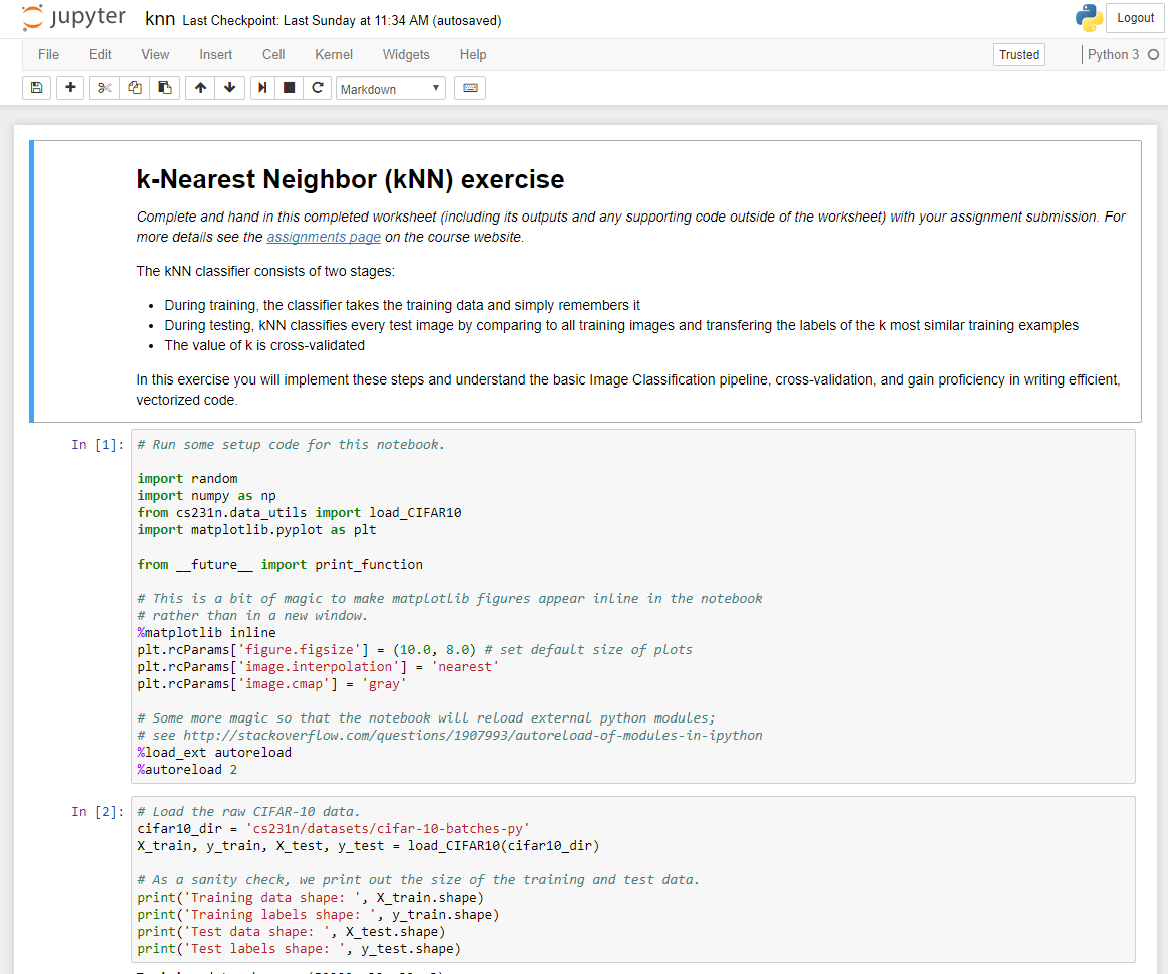 jupyter knn Last Checkpoint: Last Sunday at 11:34 AM (autosaved) Logout
File Edit View Insert Cell Kernel Widgets Help Trusted Python 3
Markdown
k-Nearest Neighbor (kNN) exercise
Complete and hand in this completed worksheet (including its outputs and any supporting code outside of the worksheet) with your assignment submission. For
more details see the assignments page on the course website.
The kNN classifier consists of two stages:
• During training, the classifier takes the training data and simply remembers it
• During testing, kNN classifies every test image by comparing to all training images and transfering the labels of the k most similar training examples
• The value of k is cross-validated
In this exercise you will implement these steps and understand the basic Image Classification pipeline, cross-validation, and gain proficiency in writing efficient,
vectorized code.
In [1]: # Run some setup code for this notebook.
import random
import numpy as np
from cs231n.data_utils import load_CIFAR10
import matplotlib.pyplot as plt
from __future__ import print_function
# This is a bit of magic to make matplotlib figures appear inline in the notebook
# rather than in a new window.
%matplotlib inline
plt.rcParams['figure.figsize'] = (10.0, 8.0) # set default size of plots
plt.rcParams['image.interpolation'] = 'nearest'
plt.rcParams['image.cmap'] = 'gray'
# Some more magic so that the notebook will reload external python modules;
# see http://stackoverflow.com/questions/1907993/autoreload-of-modules-in-ipython
%load_ext autoreload
%autoreload 2
In [2]: # Load the raw CIFAR-10 data.
cifar10_dir = 'cs231n/datasets/cifar-10-batches-py'
X_train, y_train, X_test, y_test = load_CIFAR10(cifar10_dir)
# As a sanity check, we print out the size of the training and test data.
print('Training data shape: ', X_train.shape)
print('Training labels shape: ', y_train.shape)
print('Test data shape: ', X_test.shape)
print('Test labels shape: ', y_test.shape)